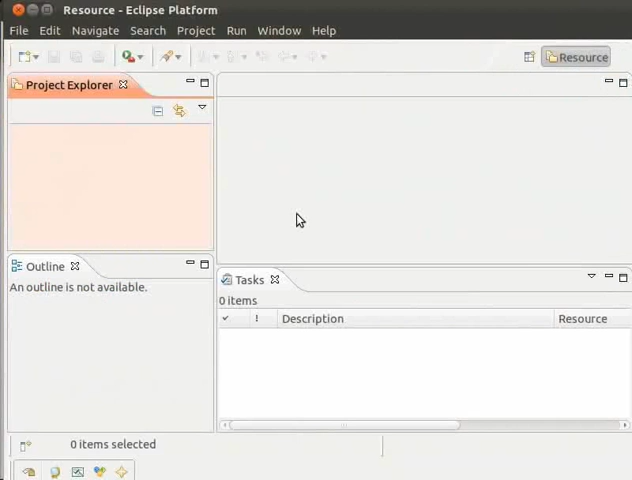 Resource - Eclipse Platform
File Edit Navigate Search Project Run Window Help
Resource
Project Explorer
Outline
An outline is not available.
Tasks
0 items
! Description Resource
0 items selected